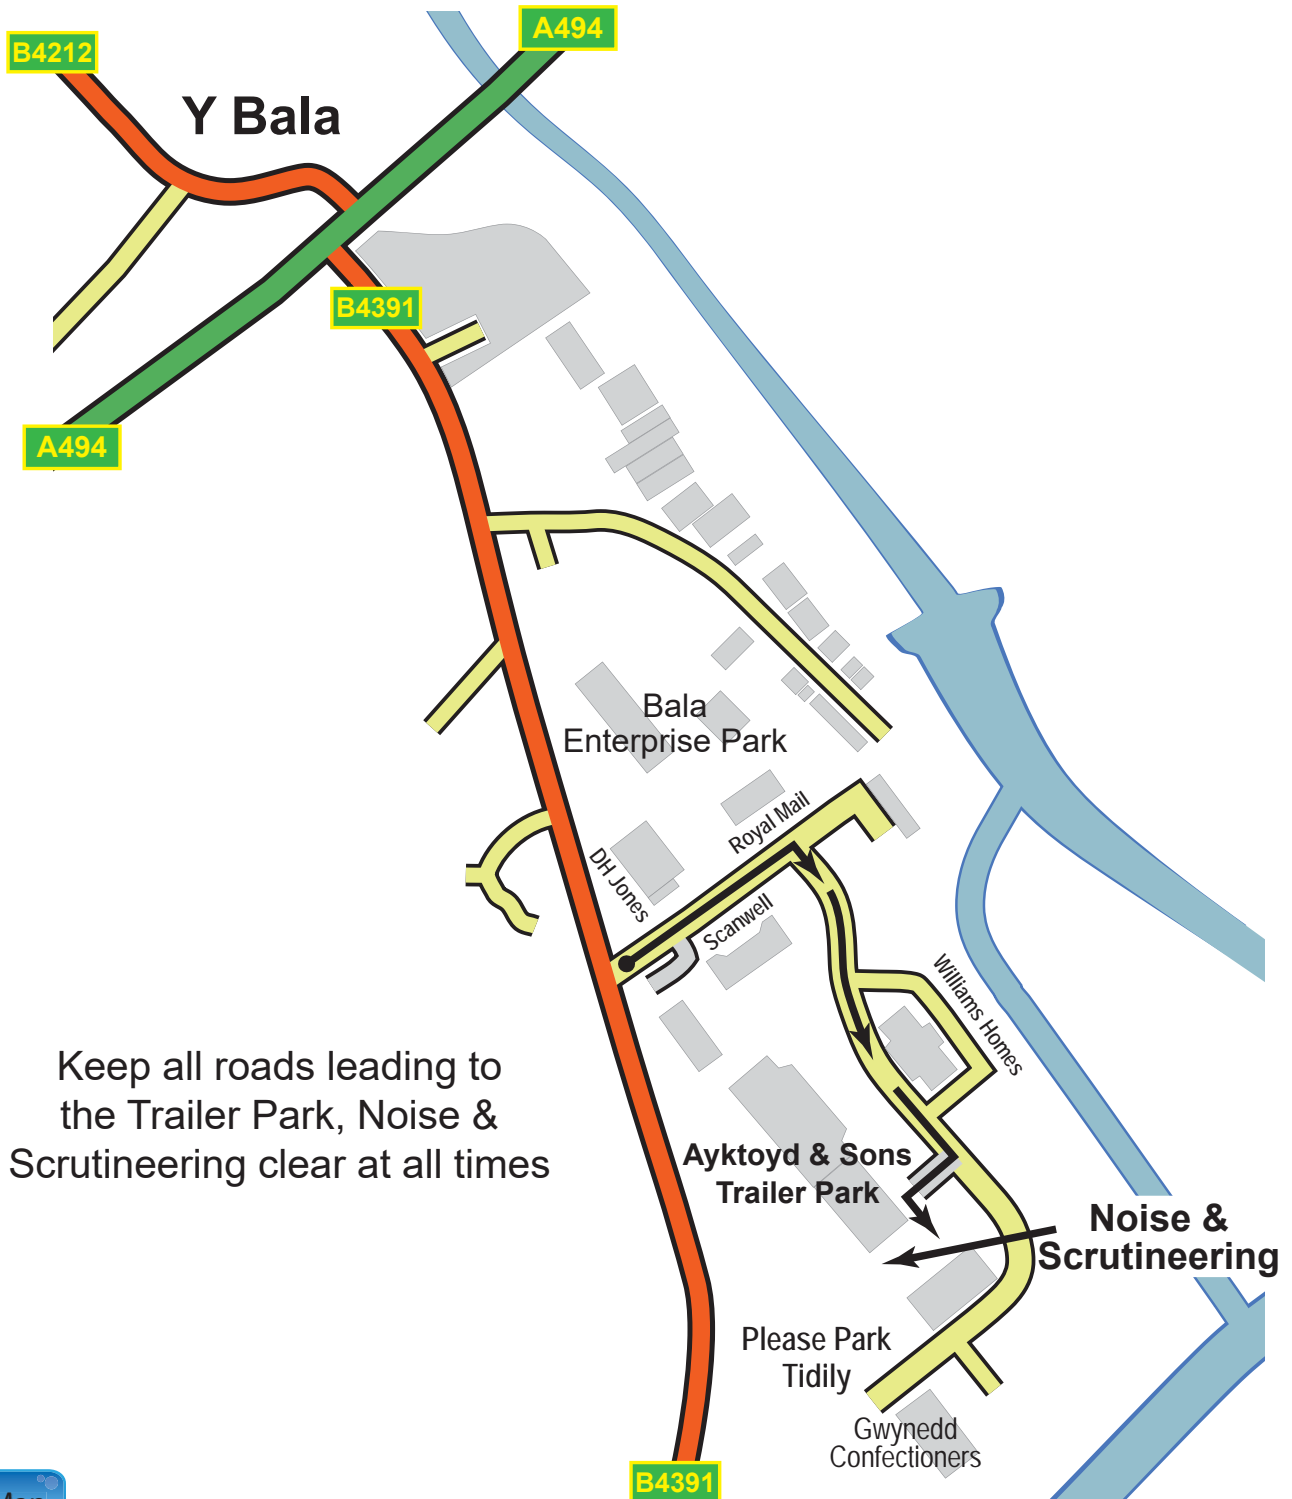 A494
B4212
Y Bala
B4391
A494
Bala
Enterprise Park
Royal Mail
DH Jones
Scanwell
Williams Homes
Keep all roads leading to
the Trailer Park, Noise &
Scrutineering clear at all times
Ayktoyd & Sons
Trailer Park
Noise &
Scrutineering
Please Park
Tidily
Gwynedd
Confectioners
B4391